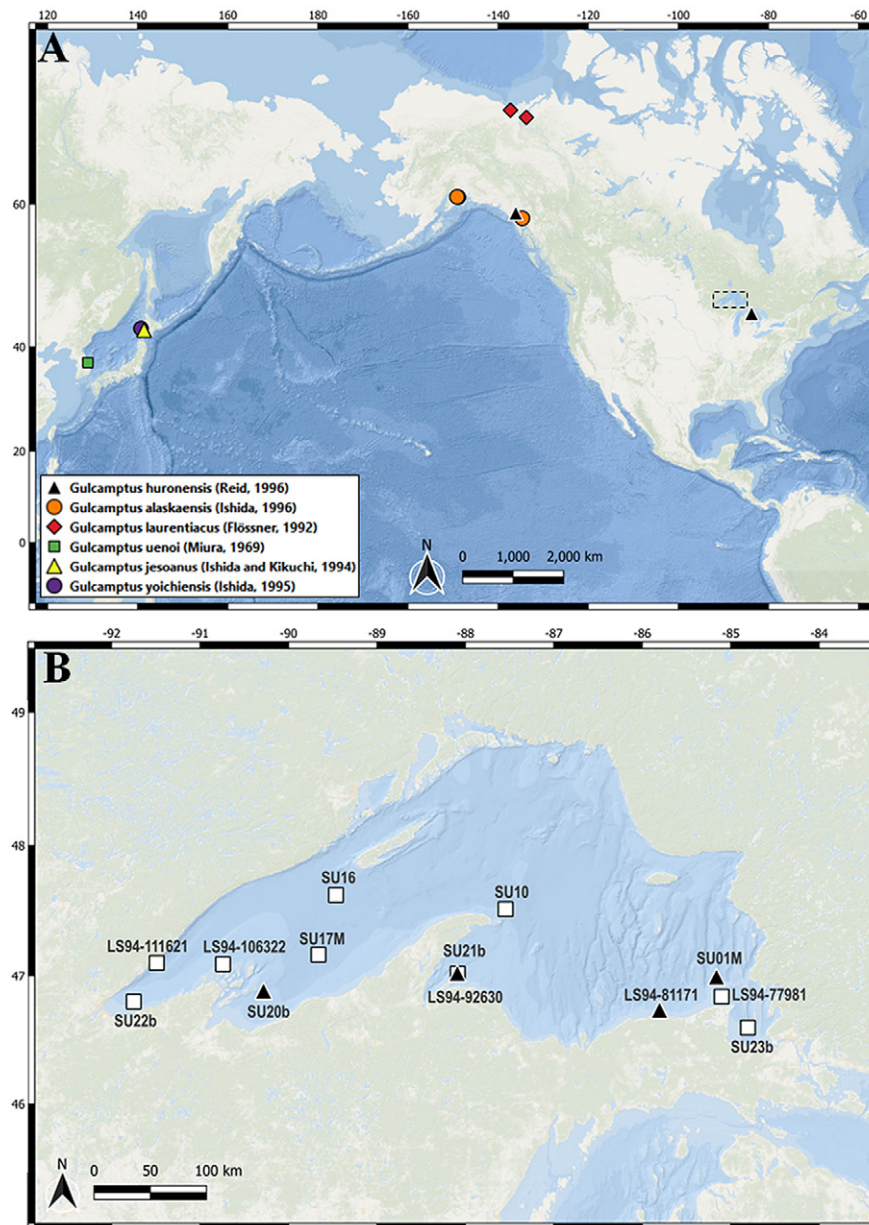 120 140 160 180 -160 -140 -120 -100 -80 -60
A
60
40
20
0
Gulcamptus huronensis (Reid, 1996)
Gulcamptus alaskaensis (Ishida, 1996)
Gulcamptus laurentiacus (Flössner, 1992)
Gulcamptus uenoi (Miura, 1969)
Gulcamptus jesoanus (Ishida and Kikuchi, 1994)
Gulcamptus yoichiensis (Ishida, 1995)
N
0 1,000 2,000 km
-92 -91 -90 -89 -88 -87 -86 -85 -84
B
49
48
47
46
SU16
SU10
LS94-111621
LS94-106322
SU17M
SU21b
SU01M
LS94-92630
LS94-81171
LS94-77981
SU20b
SU22b
SU23b
N
0 50 100 km